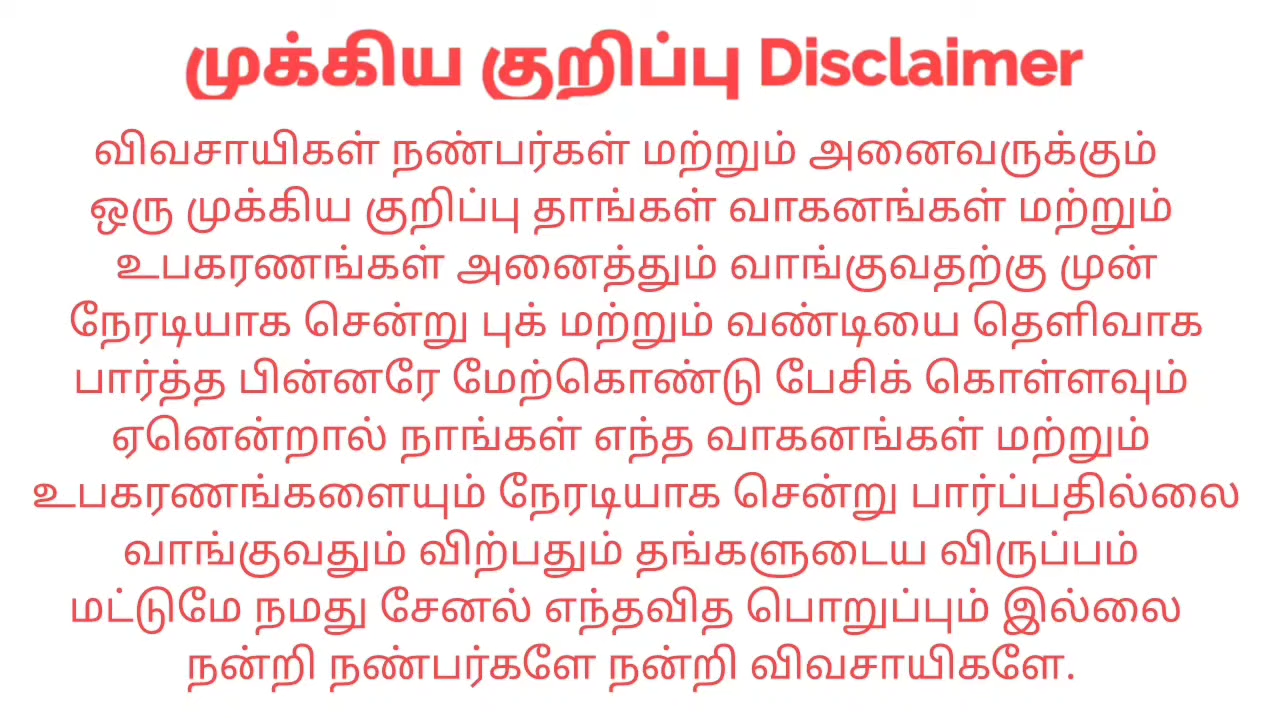 முக்கிய குறிப்பு Disclaimer
விவசாயிகள் நண்பர்கள் மற்றும் அனைவருக்கும்
ஒரு முக்கிய குறிப்பு தாங்கள் வாகனங்கள் மற்றும்
உபகரணங்கள் அனைத்தும் வாங்குவதற்கு முன்
நேரடியாக சென்று புக் மற்றும் வண்டியை தெளிவாக
பார்த்த பின்னரே மேற்கொண்டு பேசிக் கொள்ளவும்
ஏனென்றால் நாங்கள் எந்த வாகனங்கள் மற்றும்
உபகரணங்களையும் நேரடியாக சென்று பார்ப்பதில்லை
வாங்குவதும் விற்பதும் தங்களுடைய விருப்பம்
மட்டுமே நமது சேனல் எந்தவித பொறுப்பும் இல்லை
நன்றி நண்பர்களே நன்றி விவசாயிகளே.